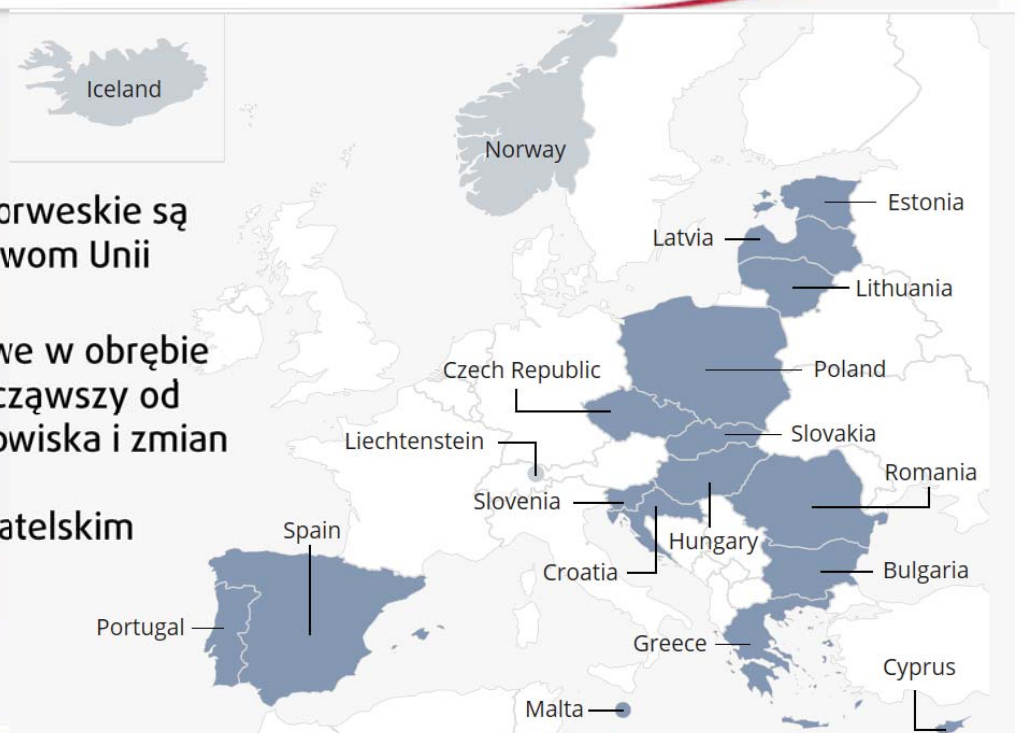 Iceland
Norway
orweskie są
wom Unii
we w obrębie
cząwszy od
owiska i zmian
atelskim
Estonia
Latvia
Lithuania
Czech Republic
Poland
Liechtenstein
Slovakia
Romania
Slovenia
Spain
Hungary
Croatia
Bulgaria
Portugal
Greece
Cyprus
Malta